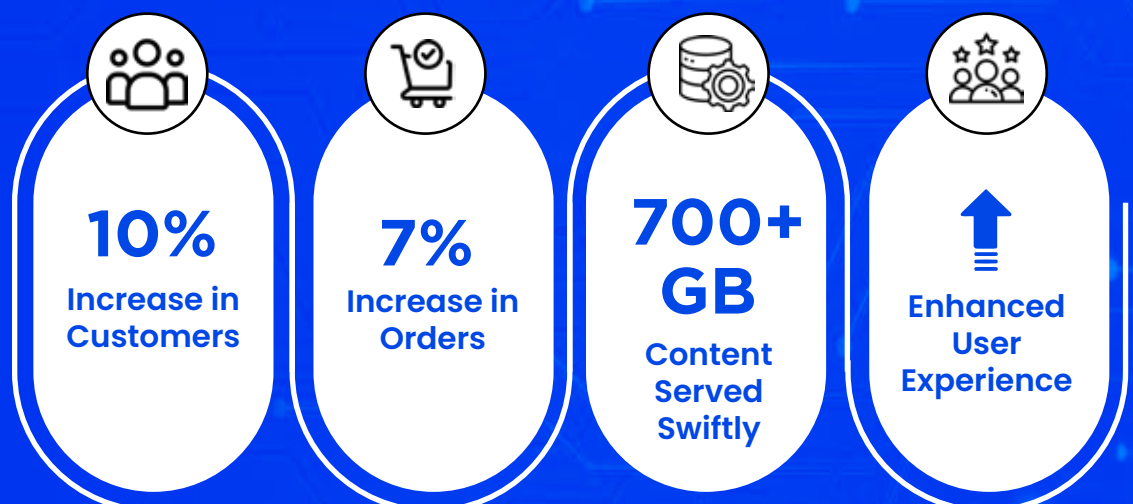 10%
Increase in
Customers
7%
Increase in
Orders
700+
GB
Content
Served
Swiftly
Enhanced
User
Experience